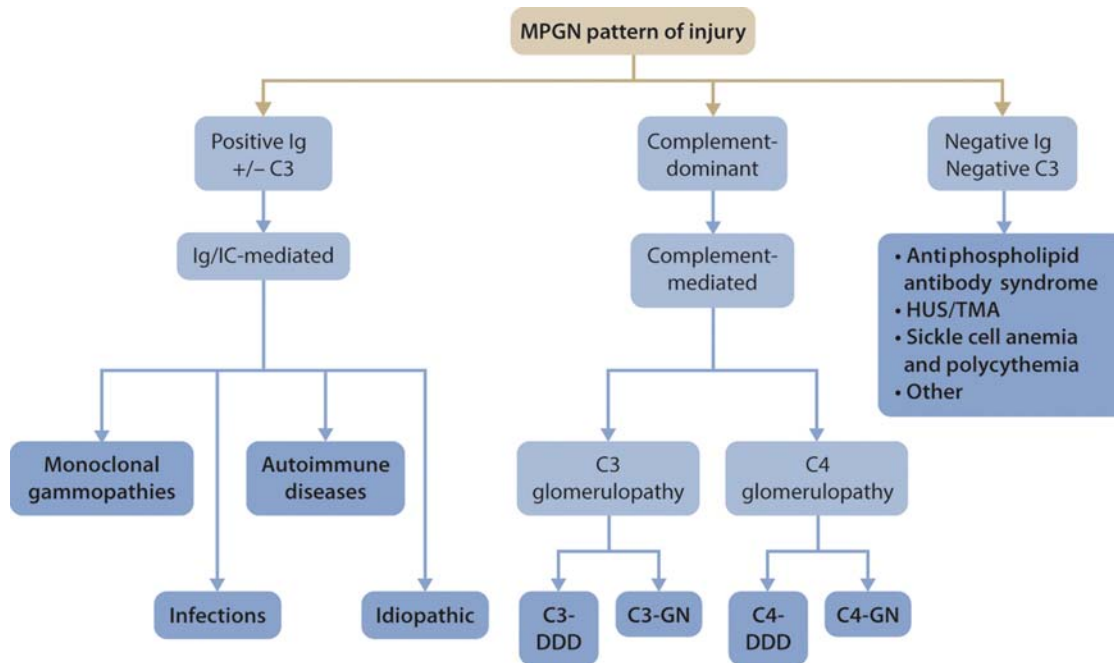 MPGN pattern of injury
Positive Ig
+/– C3
Complement-
dominant
Negative Ig
Negative C3
Ig/IC-mediated
Complement-
mediated
• Antiphospholipid
antibody syndrome
• HUS/TMA
• Sickle cell anemia
and polycythemia
• Other
Monoclonal
gammopathies
Autoimmune
diseases
C3
glomerulopathy
C4
glomerulopathy
Infections
Idiopathic
C3-
DDD
C3-GN
C4-
DDD
C4-GN